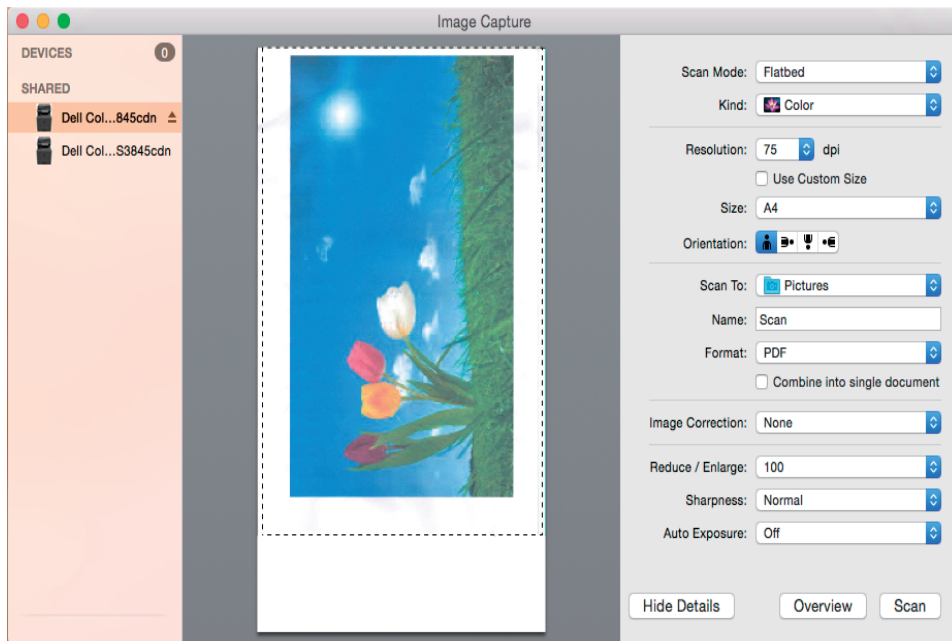 Image Capture
DEVICES 0
SHARED
Dell Col...845cdn
Dell Col...S3845cdn
Scan Mode: Flatbed
Kind: Color
Resolution: 75 dpi
Use Custom Size
Size: A4
Orientation:
Scan To: Pictures
Name: Scan
Format: PDF
Combine into single document
Image Correction: None
Reduce / Enlarge: 100
Sharpness: Normal
Auto Exposure: Off
Hide Details Overview Scan